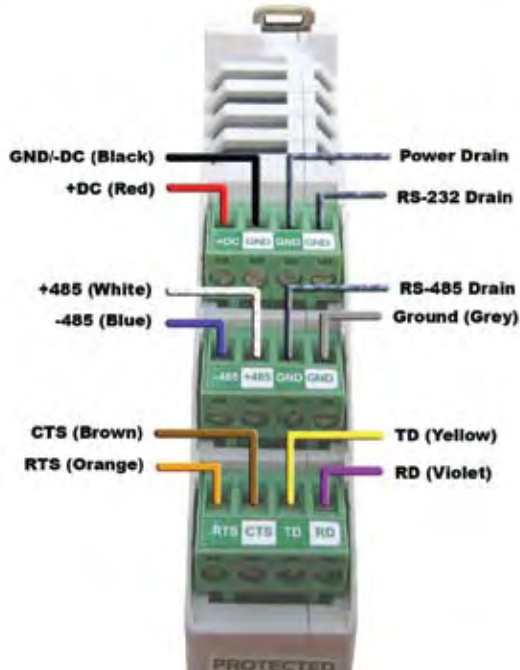 GND/-DC (Black)
Power Drain
+DC (Red)
RS-232 Drain
+DC GND GND GND
+485 (White)
RS-485 Drain
-485 (Blue)
Ground (Grey)
-485 +485 GND GND
CTS (Brown)
TD (Yellow)
RTS (Orange)
RD (Violet)
-RTS CTS TD RD
PROTECTED